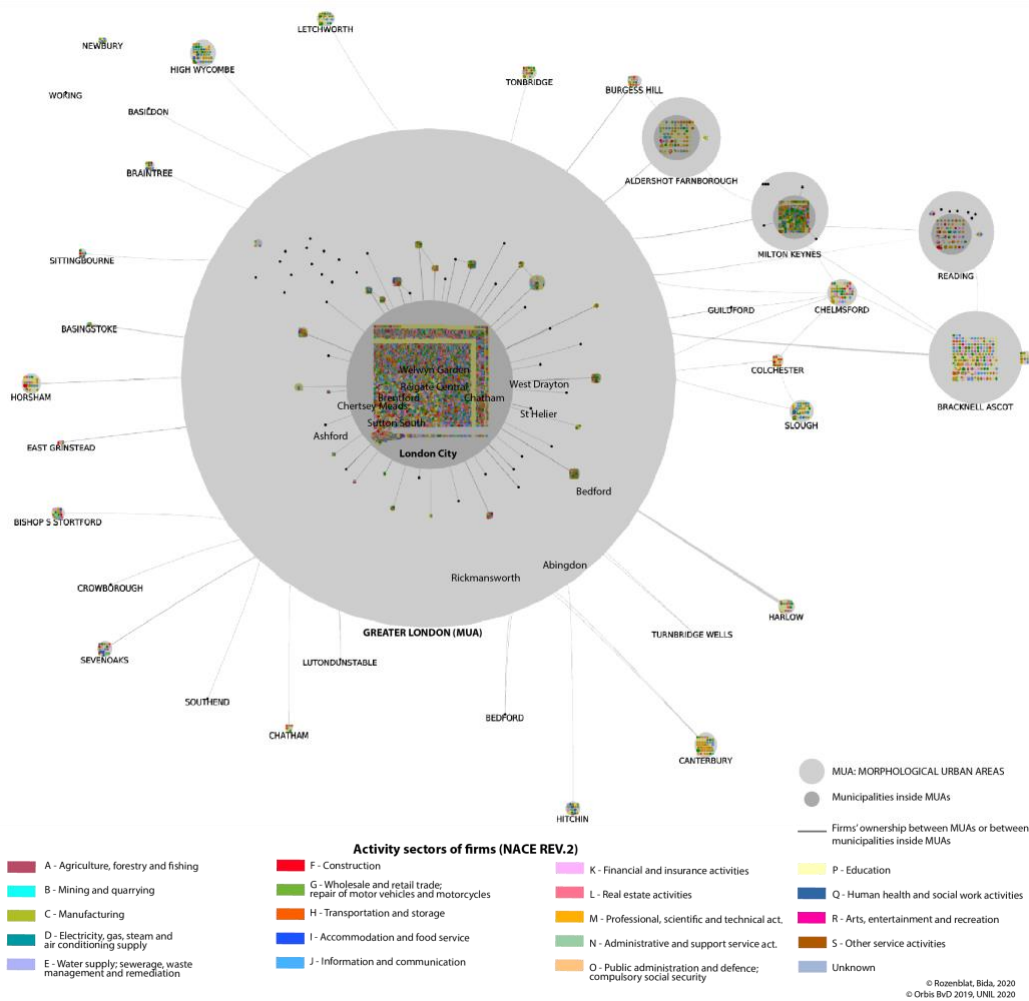 LETCHWORTH
NEWBURY
HIGH WYCOMBE
TONBRIDGE
BURGESS HILL
WOKING
BASILDON
BRAINTREE
ALDERSHOT FARNBOROUGH
MILTON KEYNES
READING
SITTINGBOURNE
GUILDFORD
CHELMSFORD
BASINGSTOKE
COLCHESTER
HORSHAM
BRACKNELL ASCOT
SLOUGH
Welwyn Garden
Reigate Central
West Drayton
Brentford
Chatham
Chertsey Meads
St Helier
Sutton South
Ashford
London City
EAST GRINSTEAD
Bedford
BISHOP S STORTFORD
Abingdon
Rickmansworth
CROWBOROUGH
HARLOW
GREATER LONDON (MUA)
TURNBRIDGE WELLS
SEVENOAKS
LUTONDUNSTABLE
SOUTHEND
BEDFORD
CHATHAM
CANTERBURY
HITCHIN
MUA: MORPHOLOGICAL URBAN AREAS
Municipalities inside MUAs
Firms' ownership between MUAs or between
municipalities inside MUAs
Activity sectors of firms (NACE REV.2)
A - Agriculture, forestry and fishing
B - Mining and quarrying
C - Manufacturing
D - Electricity, gas, steam and
air conditioning supply
E - Water supply; sewerage, waste
management and remediation
F - Construction
G - Wholesale and retail trade;
repair of motor vehicles and motorcycles
H - Transportation and storage
I - Accommodation and food service
J - Information and communication
K - Financial and insurance activities
L - Real estate activities
M - Professional, scientific and technical act.
N - Administrative and support service act.
O - Public administration and defence;
compulsory social security
P - Education
Q - Human health and social work activities
R - Arts, entertainment and recreation
S - Other service activities
Unknown
© Rozenblat, Bida, 2020
© Orbis BvD 2019, UNIL 2020